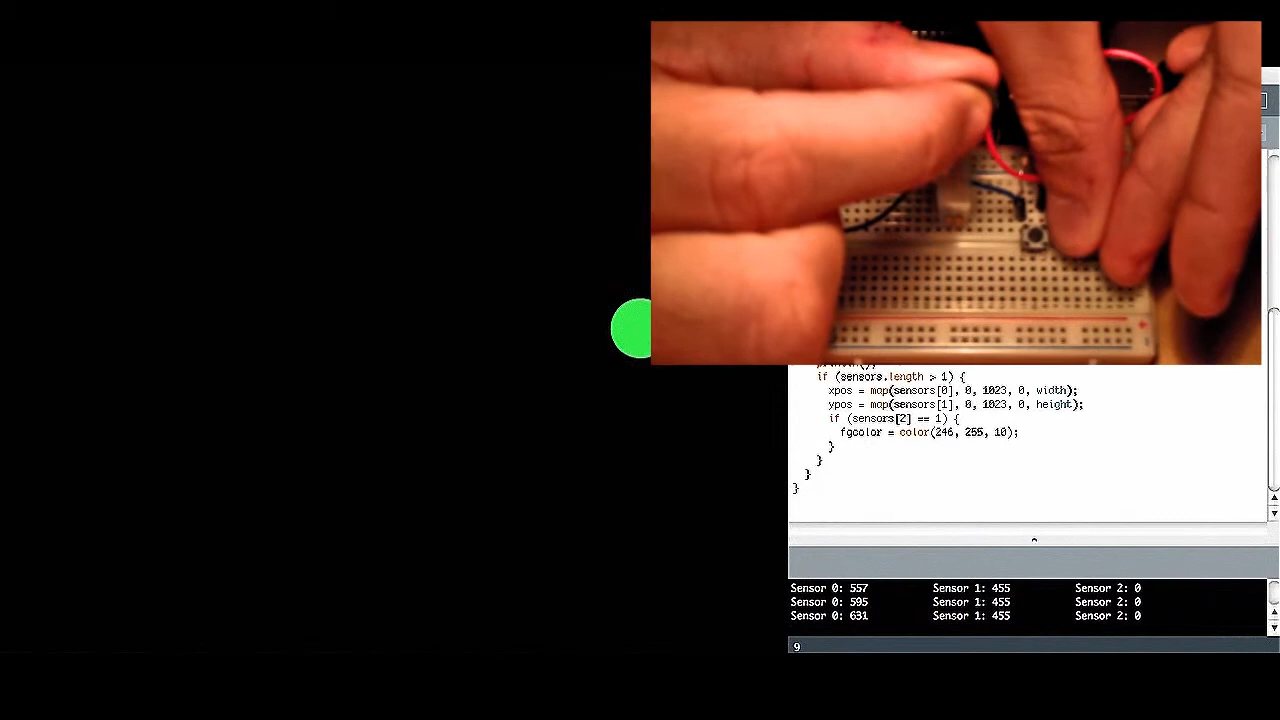 println();
if (sensors.length > 1) {
xpos = map(sensors[0], 0, 1023, 0, width);
ypos = map(sensors[1], 0, 1023, 0, height);
if (sensors[2] == 1) {
fgcolor = color(246, 255, 10);
}
}
}
}
Sensor 0: 557 Sensor 1: 455 Sensor 2: 0
Sensor 0: 595 Sensor 1: 455 Sensor 2: 0
Sensor 0: 631 Sensor 1: 455 Sensor 2: 0
9